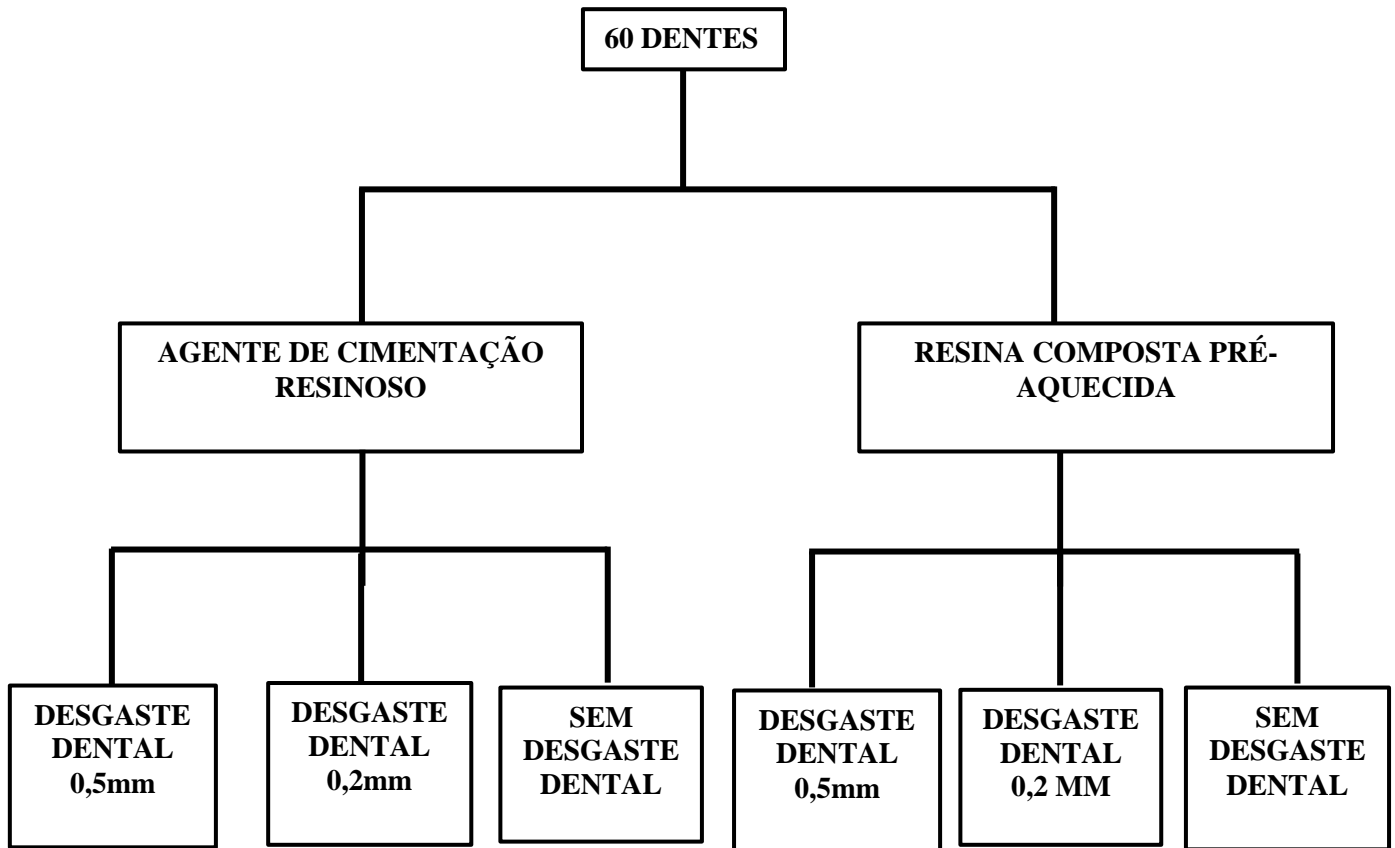 60 DENTES
AGENTE DE CIMENTAÇÃO
RESINOSO
RESINA COMPOSTA PRÉ-
AQUECIDA
DESGASTE
DENTAL
0,5mm
DESGASTE
DENTAL
0,2mm
SEM
DESGASTE
DENTAL
DESGASTE
DENTAL
0,5mm
DESGASTE
DENTAL
0,2 MM
SEM
DESGASTE
DENTAL